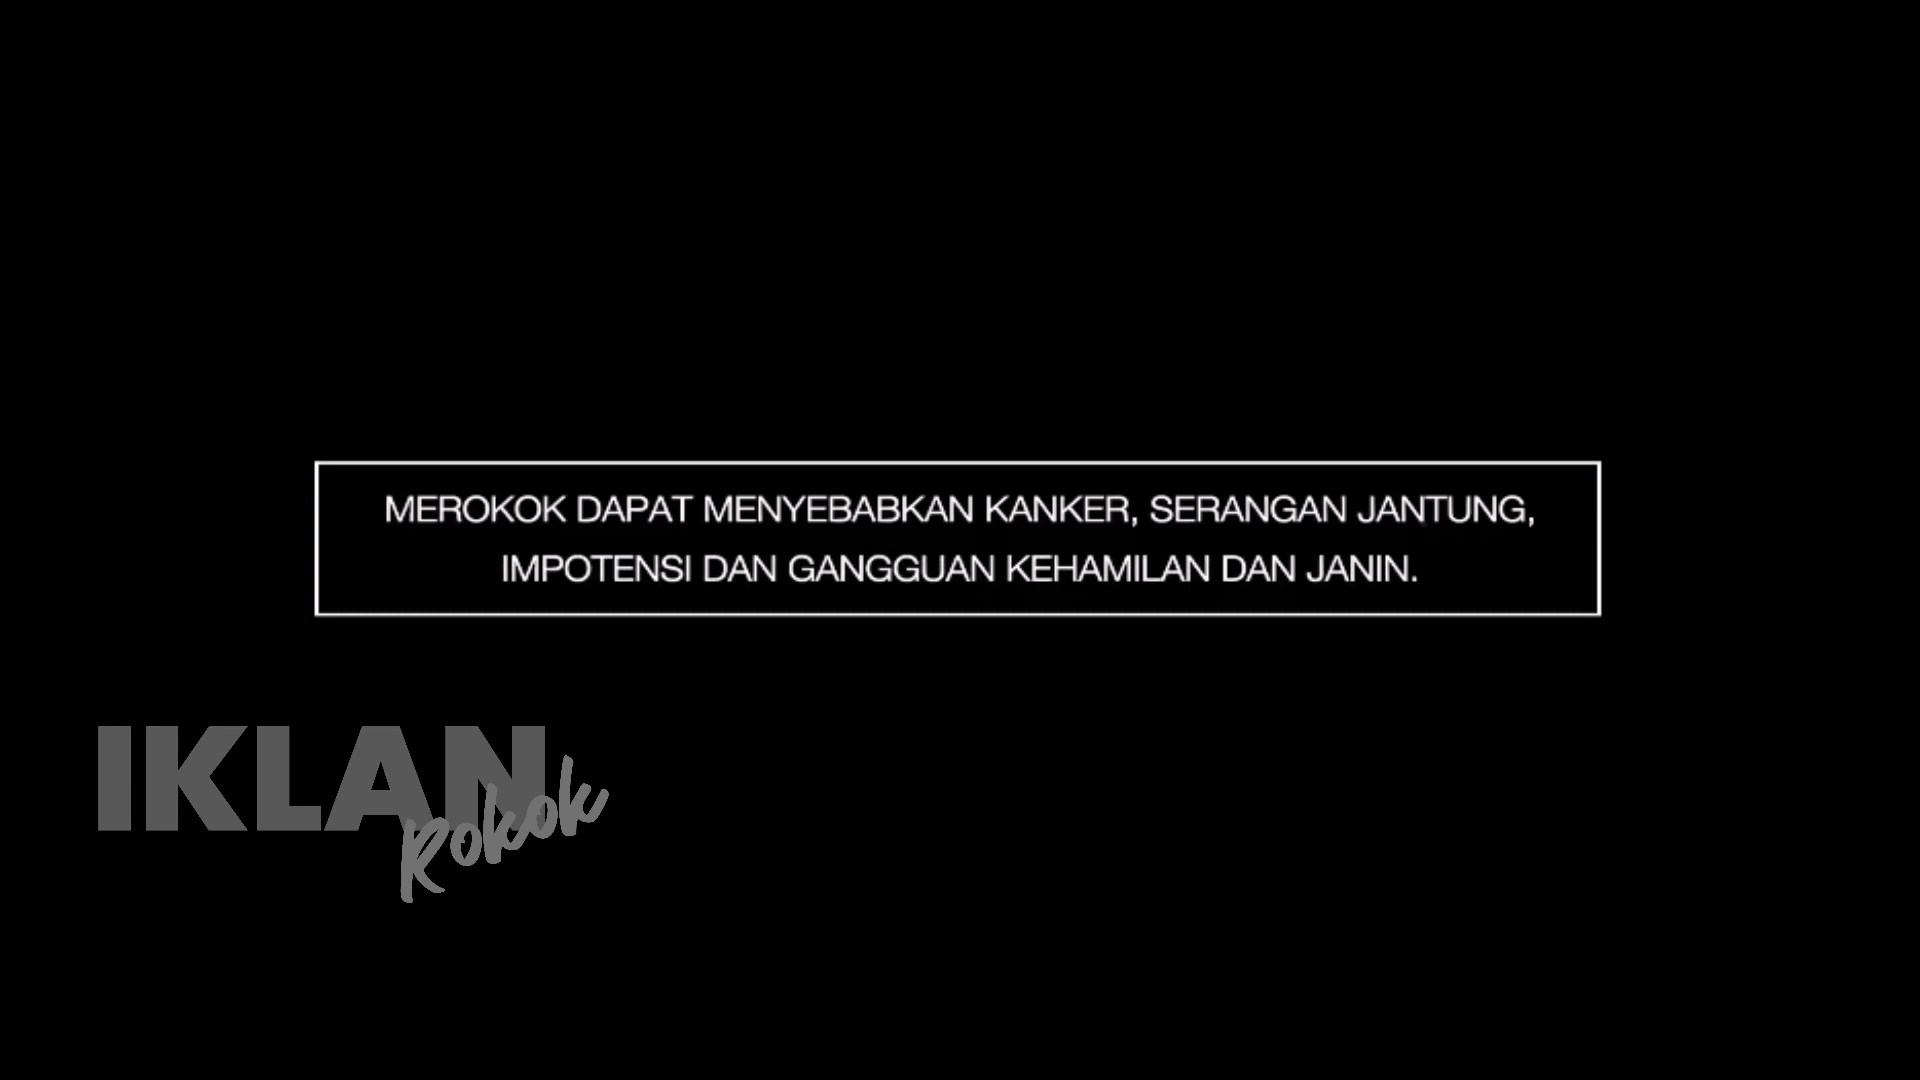 MEROKOK DAPAT MENYEBABKAN KANKER, SERANGAN JANTUNG,
IMPOTENSI DAN GANGGUAN KEHAMILAN DAN JANIN.
IKLAN
Rokok